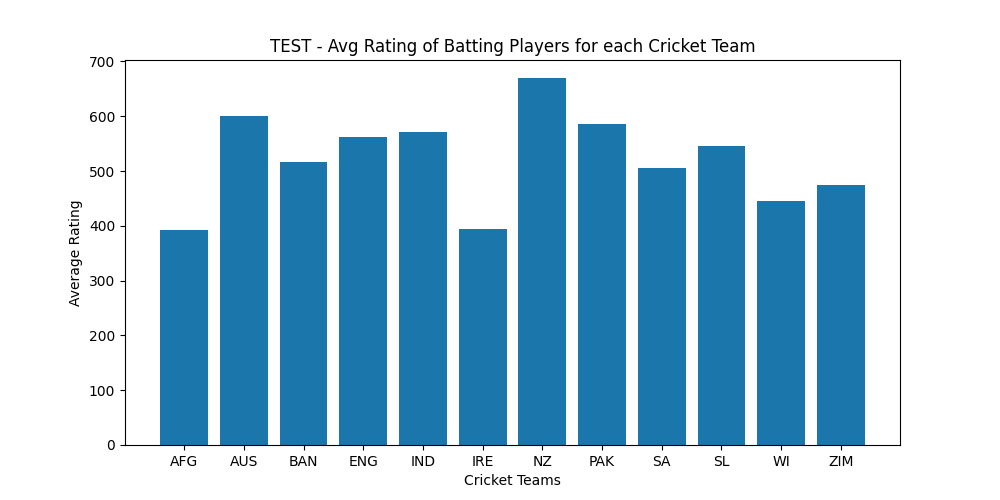 TEST - Avg Rating of Batting Players for each Cricket Team
700
600
500
400
300
200
100
0
Average Rating
AFG AUS BAN ENG IND IRE NZ PAK SA SL WI ZIM
Cricket Teams